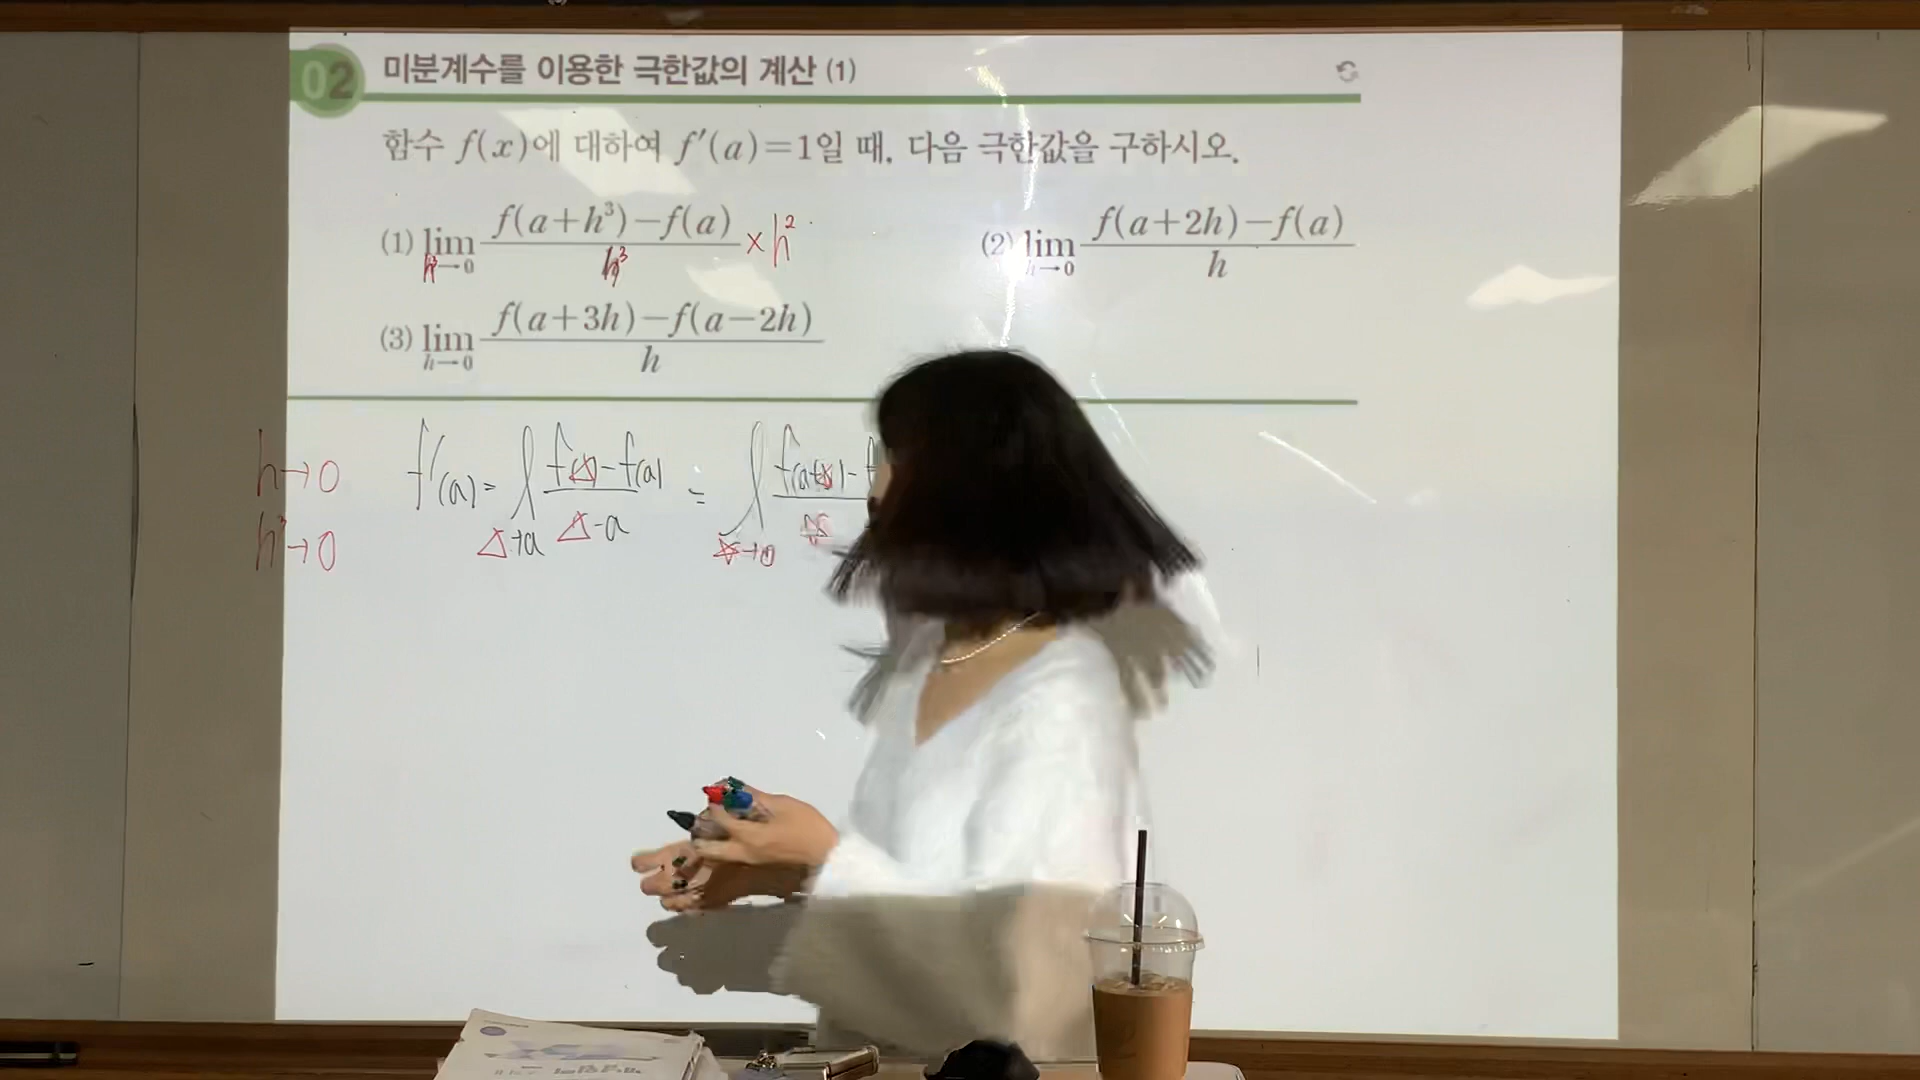 02 미분계수를 이용한 극한값의 계산 (1)
함수 f(x)에 대하여 f′(a)=1일 때, 다음 극한값을 구하시오.
(1) lim h³→0 f(a+h³)−f(a) / h³ × h²
(2) lim h→0 f(a+2h)−f(a) / h
(3) lim h→0 f(a+3h)−f(a−2h) / h
h→0
h³→0
f′(a) = l △→a f(△)−f(a) / △−a = l ☆→0 f(a+☆)−f / ☆